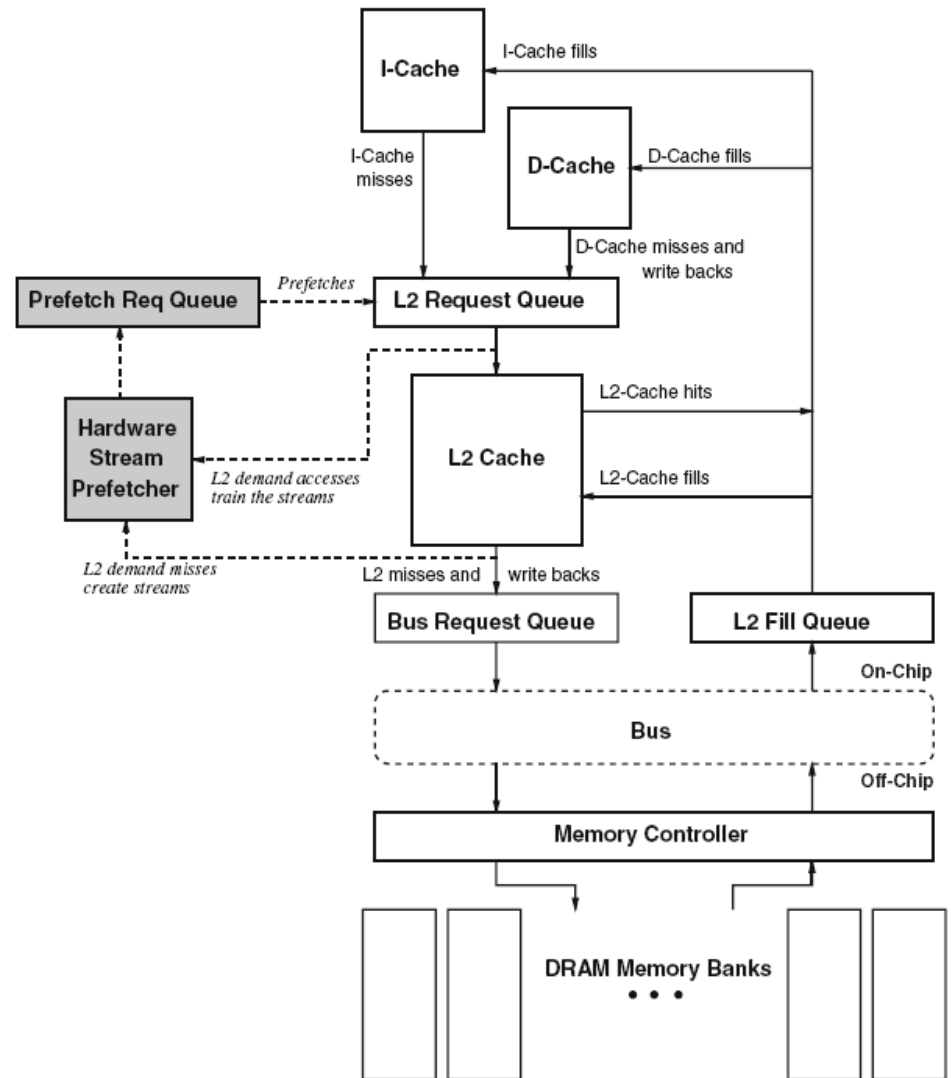 I-Cache
I-Cache fills
D-Cache
D-Cache fills
I-Cache
misses
D-Cache misses and
write backs
Prefetch Req Queue
Prefetches
L2 Request Queue
Hardware
Stream
Prefetcher
L2 Cache
L2-Cache hits
L2-Cache fills
L2 demand accesses
train the streams
L2 demand misses
create streams
L2 misses and write backs
Bus Request Queue
L2 Fill Queue
On-Chip
Bus
Off-Chip
Memory Controller
DRAM Memory Banks
• • •